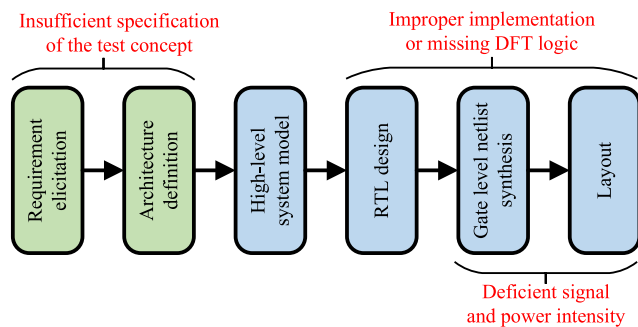 Insufficient specification
of the test concept
Improper implementation
or missing DFT logic
Requirement
elicitation
Architecture
definition
High-level
system model
RTL design
Gate level netlist
synthesis
Layout
Deficient signal
and power intensity